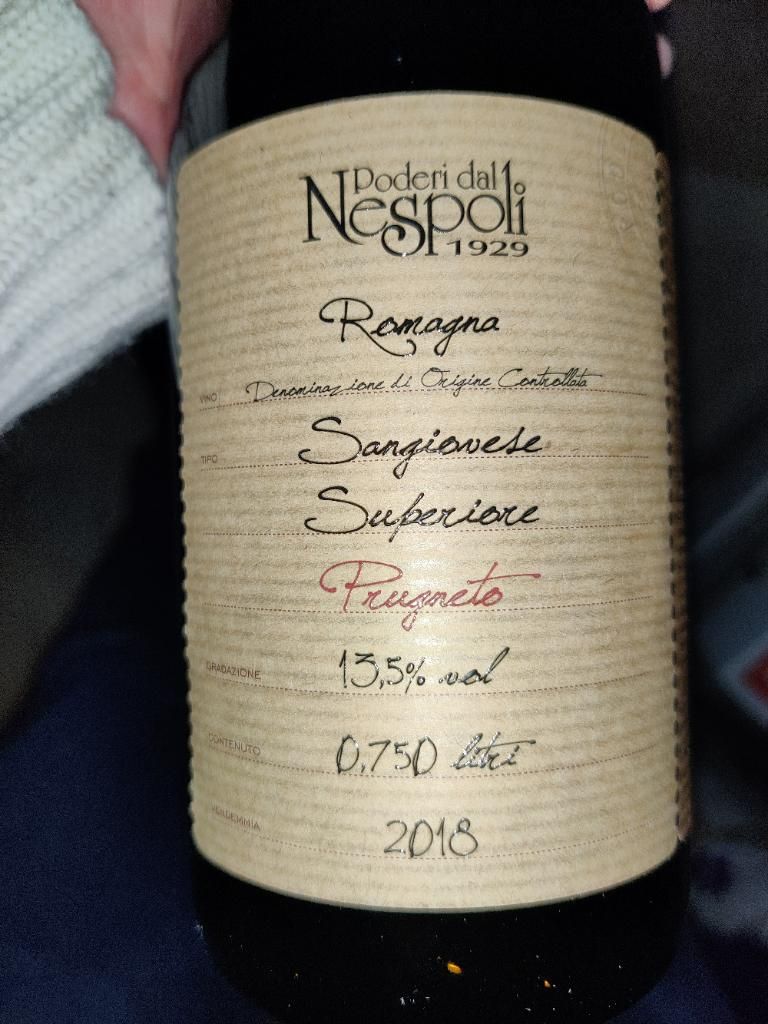 Poderi dal
Nespoli
1929
Romagna
VINO Denominazione di Origine Controllata
TIPO Sangiovese
Superiore
Prugneto
GRADAZIONE 13,5% vol
CONTENUTO 0,750 litri
VENDEMMIA 2018